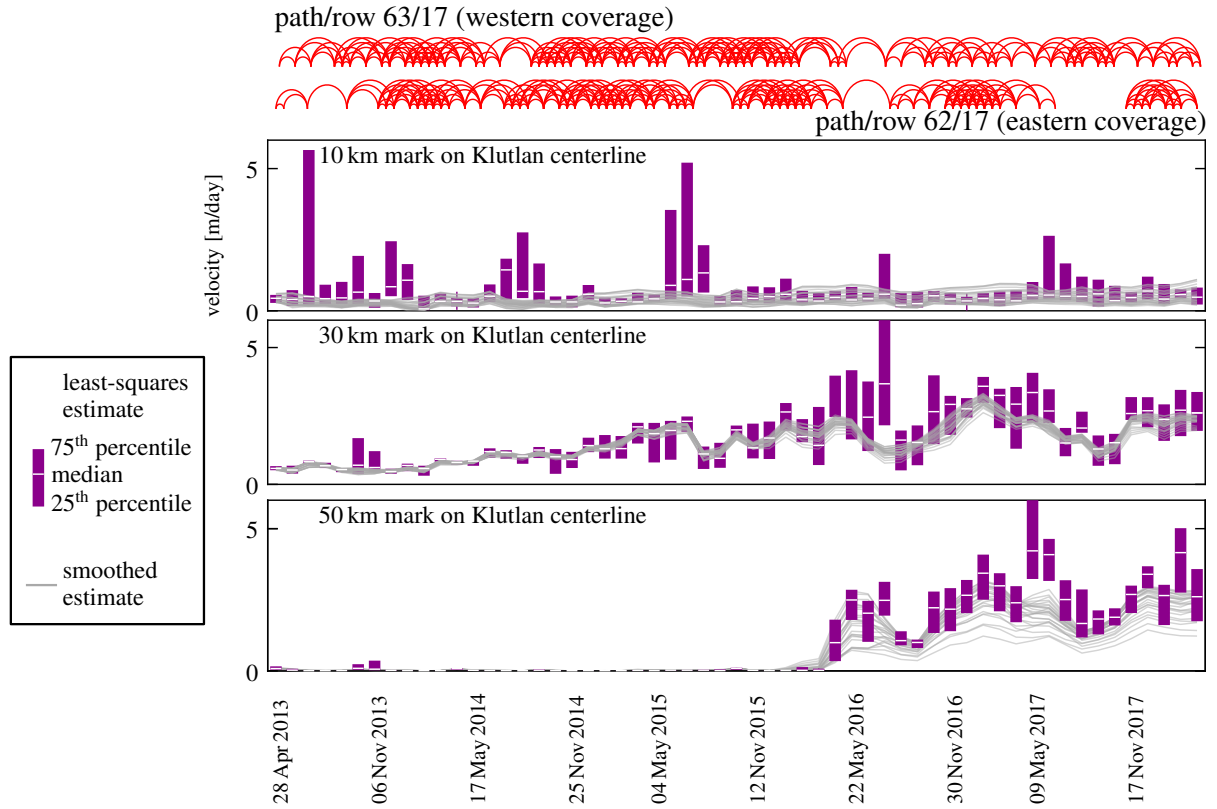 path/row 63/17 (western coverage)
path/row 62/17 (eastern coverage)
10 km mark on Klutlan centerline
velocity [m/day]
5
0
30 km mark on Klutlan centerline
5
0
50 km mark on Klutlan centerline
5
0
least-squares
estimate
75th percentile
median
25th percentile
smoothed
estimate
28 Apr 2013
06 Nov 2013
17 May 2014
25 Nov 2014
04 May 2015
12 Nov 2015
22 May 2016
30 Nov 2016
09 May 2017
17 Nov 2017